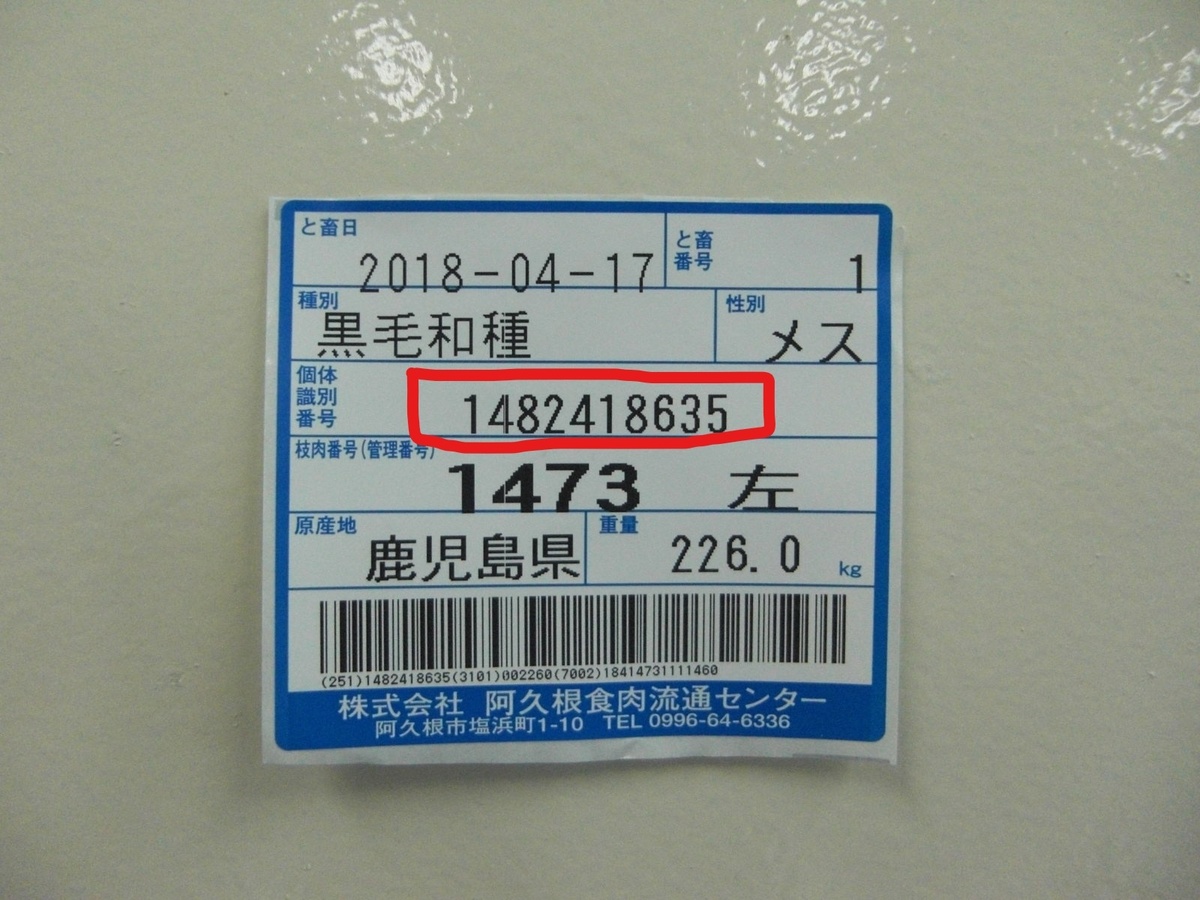 と畜日
2018-04-17
と畜
番号
1
種別
黒毛和種
性別
メス
個体
識別
番号
1482418635
枝肉番号(管理番号)
1473 左
原産地
鹿児島県
重量
226.0 kg
(251)1482418635(3101)002260(7002)18414731111460
株式会社 阿久根食肉流通センター
阿久根市塩浜町1-10 TEL 0996-64-6336